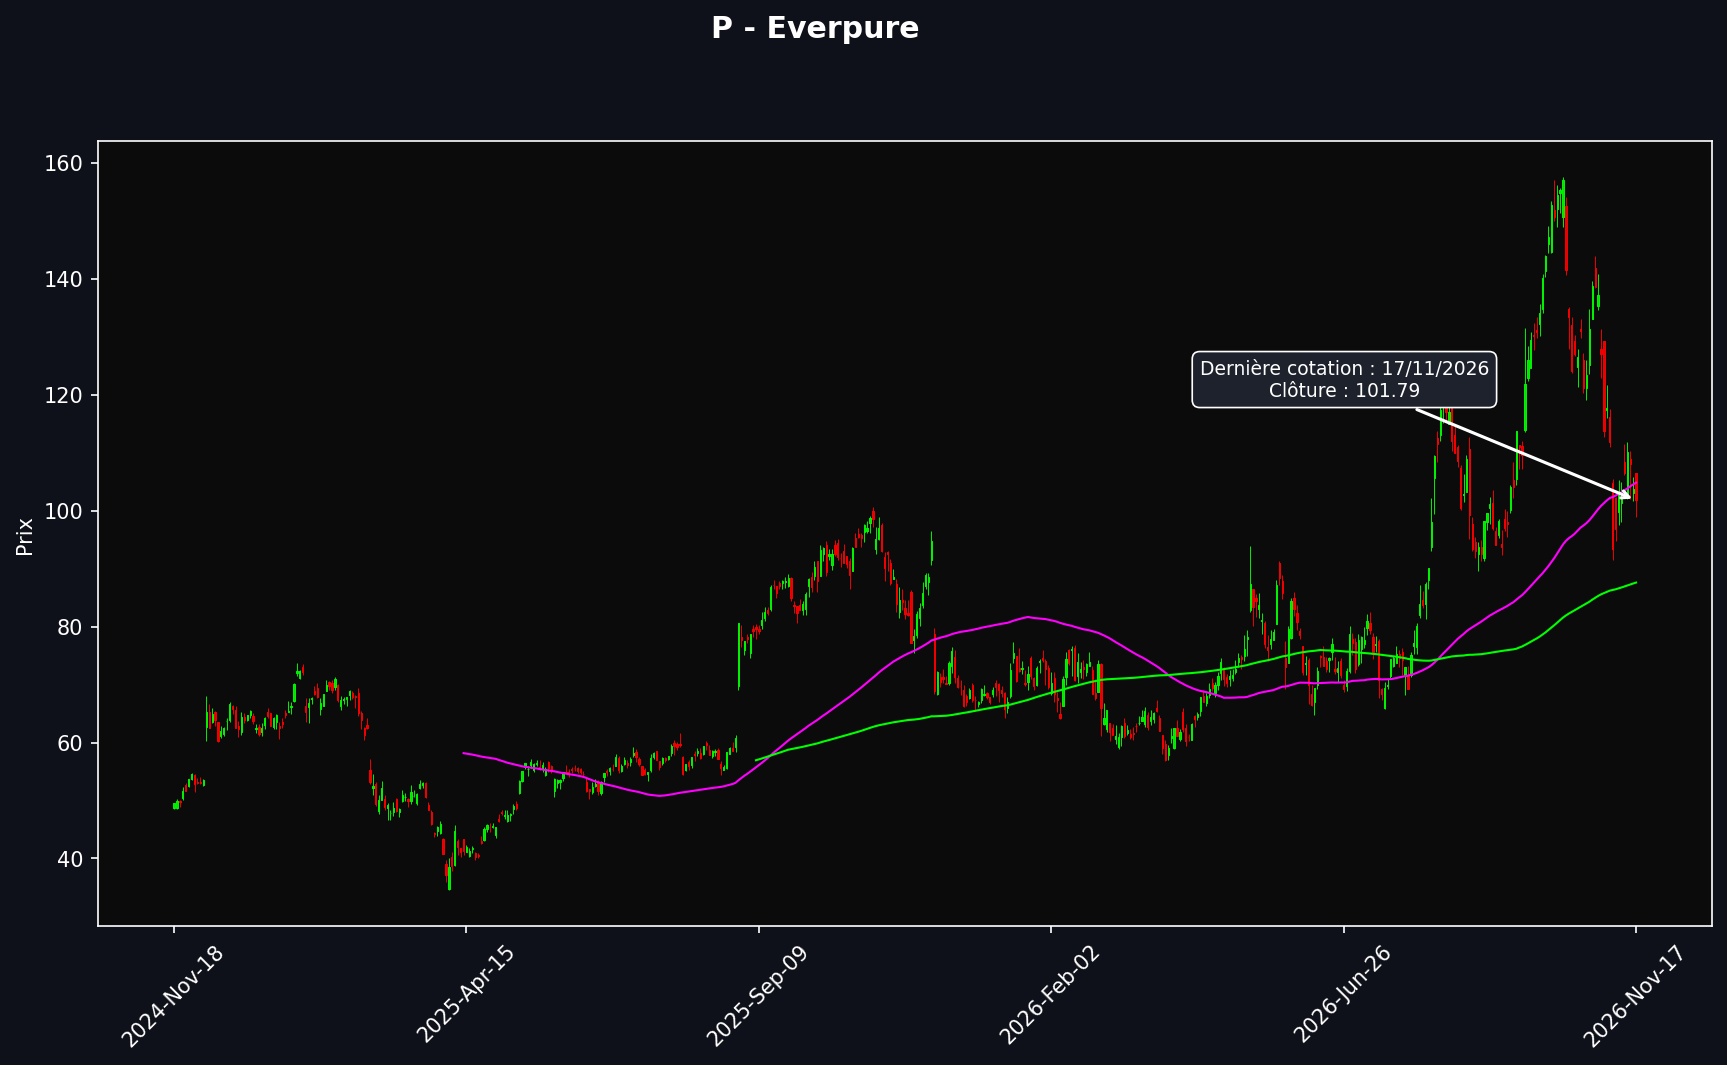 P - Everpure
160
140
120
100
80
60
40
Prix
Dernière cotation : 17/11/2026
Clôture : 101.79
2024-Nov-18
2025-Apr-15
2025-Sep-09
2026-Feb-02
2026-Jun-26
2026-Nov-17